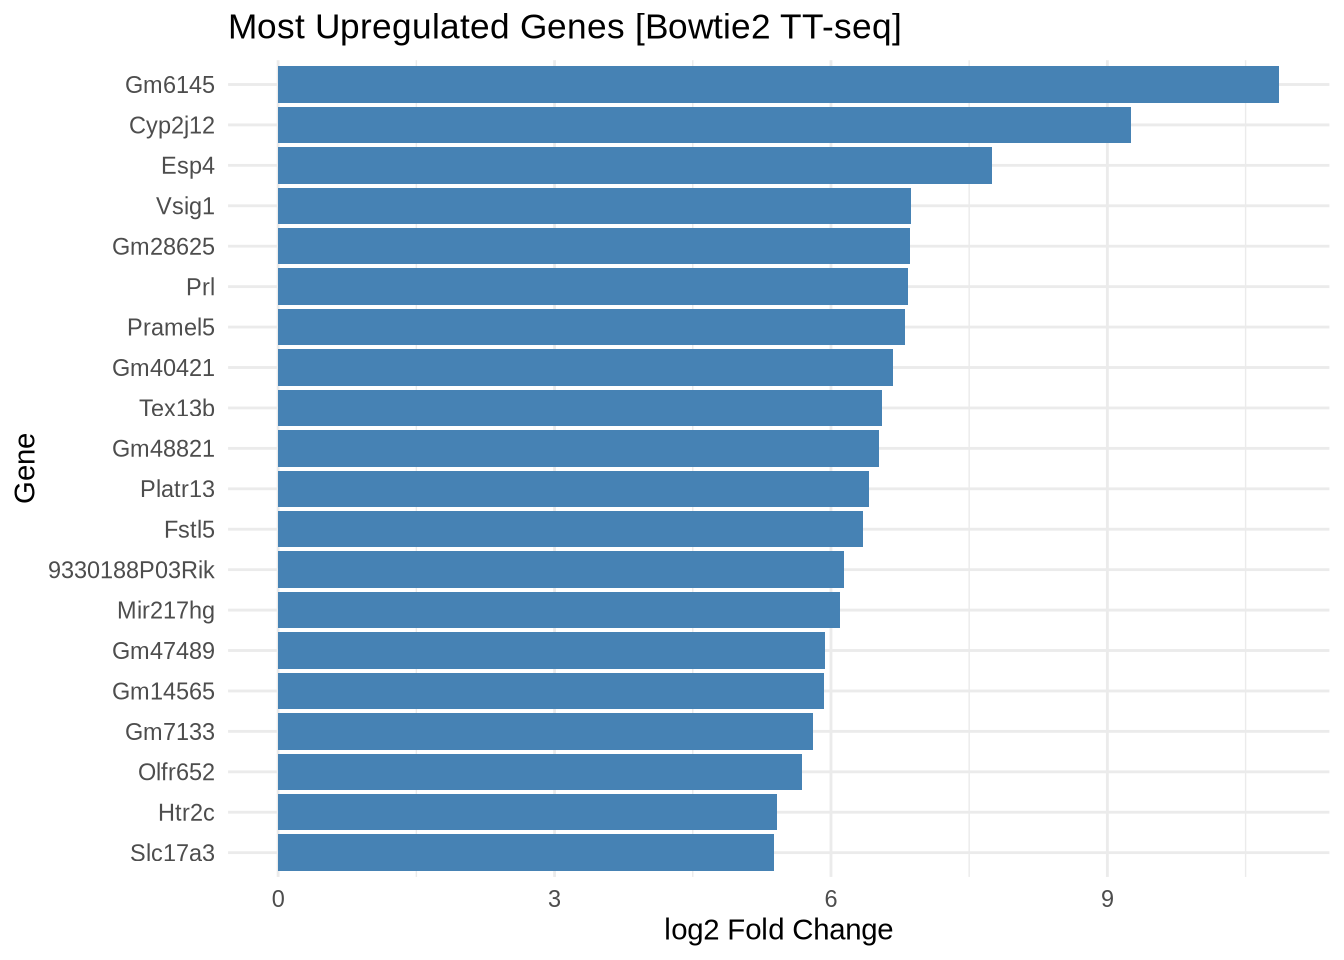 Most Upregulated Genes [Bowtie2 TT-seq]
Gm6145
Cyp2j12
Esp4
Vsig1
Gm28625
Prl
Pramel5
Gm40421
Tex13b
Gm48821
Platr13
Fstl5
9330188P03Rik
Mir217hg
Gm47489
Gm14565
Gm7133
Olfr652
Htr2c
Slc17a3
Gene
0 3 6 9
log2 Fold Change